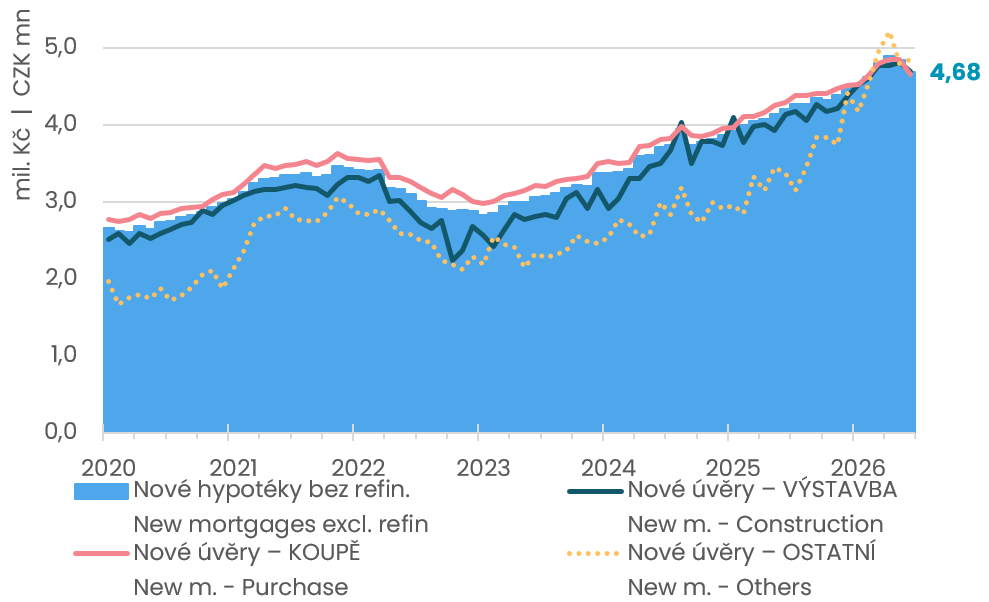 mil. Kč | CZK mn
5,0
4,0
3,0
2,0
1,0
0,0
4,68
2020 2021 2022 2023 2024 2025 2026
Nové hypotéky bez refin.
New mortgages excl. refin
Nové úvěry – VÝSTAVBA
New m. - Construction
Nové úvěry – KOUPĚ
New m. - Purchase
Nové úvěry – OSTATNÍ
New m. - Others